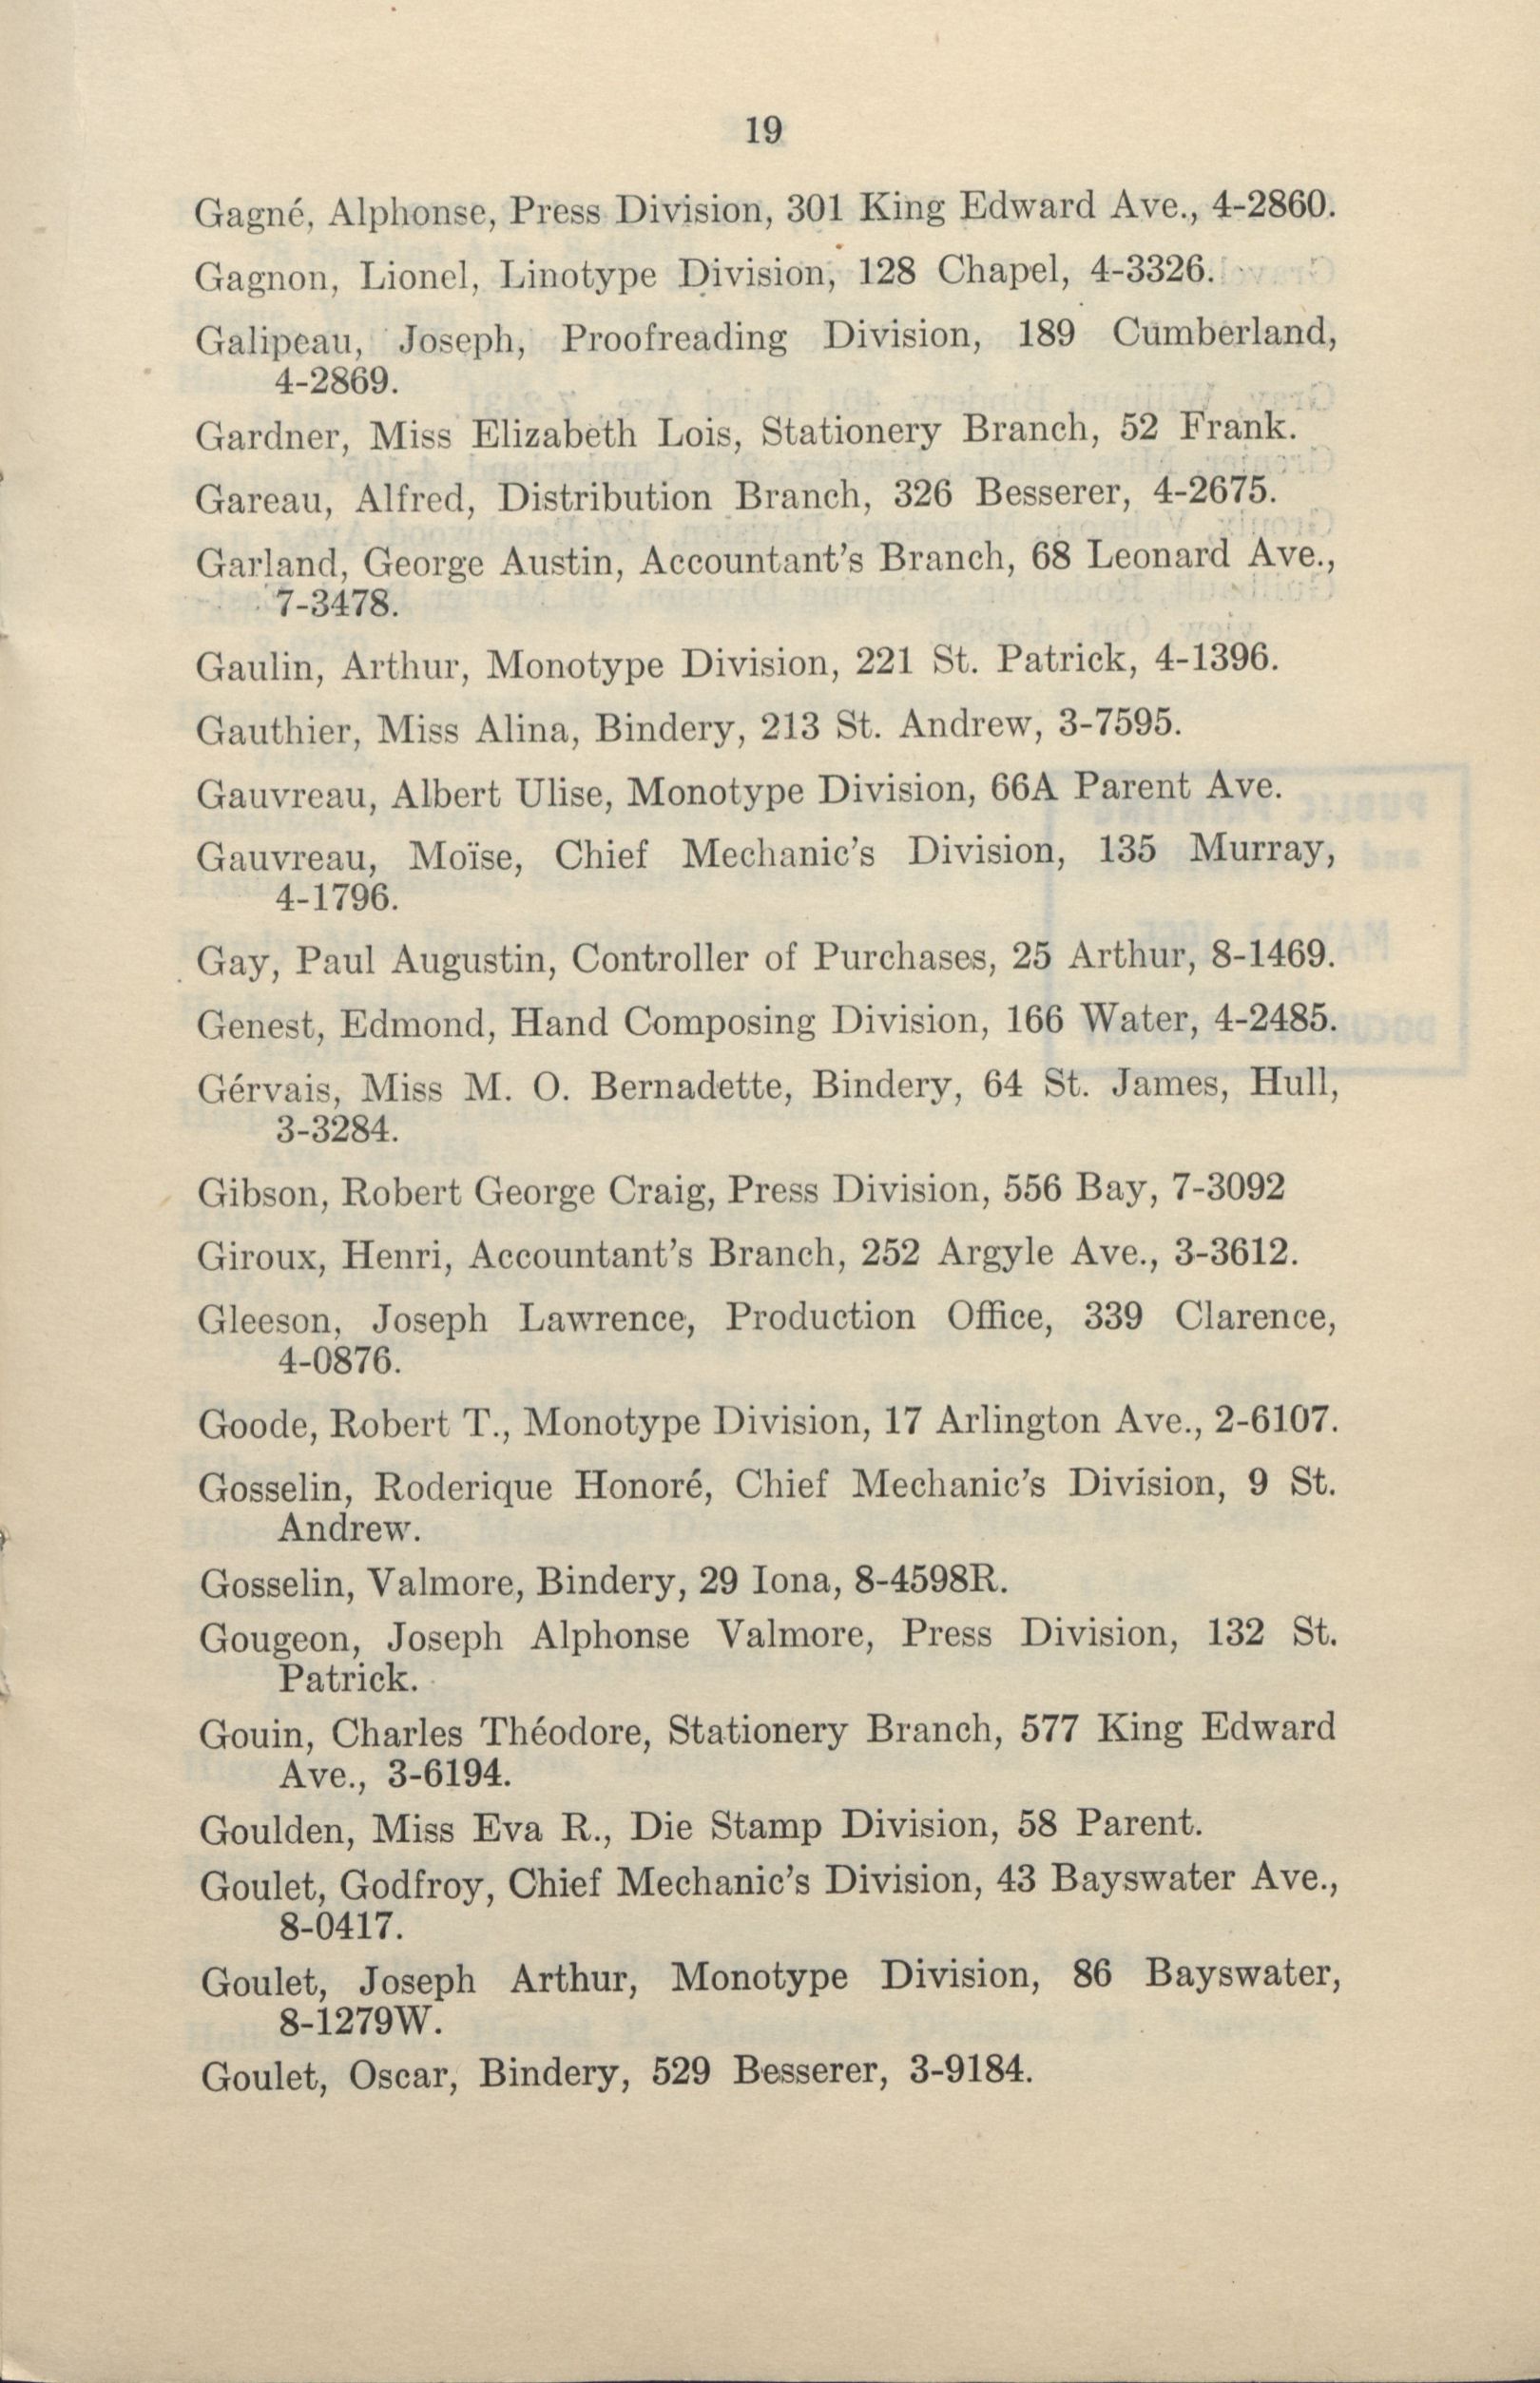 19
Gagné, Alphonse, Press Division, 301 King Edward Ave., 4-2860.
Gagnon, Lionel, Linotype Division, 128 Chapel, 4-3326.
Galipeau, Joseph, Proofreading Division, 189 Cumberland,
4-2869.
Gardner, Miss Elizabeth Lois, Stationery Branch, 52 Frank.
Gareau, Alfred, Distribution Branch, 326 Besserer, 4-2675.
Garland, George Austin, Accountant's Branch, 68 Leonard Ave.,
7-3478.
Gaulin, Arthur, Monotype Division, 221 St. Patrick, 4-1396.
Gauthier, Miss Alina, Bindery, 213 St. Andrew, 3-7595.
Gauvreau, Albert Ulise, Monotype Division, 66A Parent Ave.
Gauvreau, Moïse, Chief Mechanic's Division, 135 Murray,
4-1796.
Gay, Paul Augustin, Controller of Purchases, 25 Arthur, 8-1469.
Genest, Edmond, Hand Composing Division, 166 Water, 4-2485.
Gérvais, Miss M. O. Bernadette, Bindery, 64 St. James, Hull,
3-3284.
Gibson, Robert George Craig, Press Division, 556 Bay, 7-3092
Giroux, Henri, Accountant's Branch, 252 Argyle Ave., 3-3612.
Gleeson, Joseph Lawrence, Production Office, 339 Clarence,
4-0876.
Goode, Robert T., Monotype Division, 17 Arlington Ave., 2-6107.
Gosselin, Roderique Honoré, Chief Mechanic's Division, 9 St.
Andrew.
Gosselin, Valmore, Bindery, 29 Iona, 8-4598R.
Gougeon, Joseph Alphonse Valmore, Press Division, 132 St.
Patrick.
Gouin, Charles Théodore, Stationery Branch, 577 King Edward
Ave., 3-6194.
Goulden, Miss Eva R., Die Stamp Division, 58 Parent.
Goulet, Godfroy, Chief Mechanic's Division, 43 Bayswater Ave.,
8-0417.
Goulet, Joseph Arthur, Monotype Division, 86 Bayswater,
8-1279W.
Goulet, Oscar, Bindery, 529 Besserer, 3-9184.